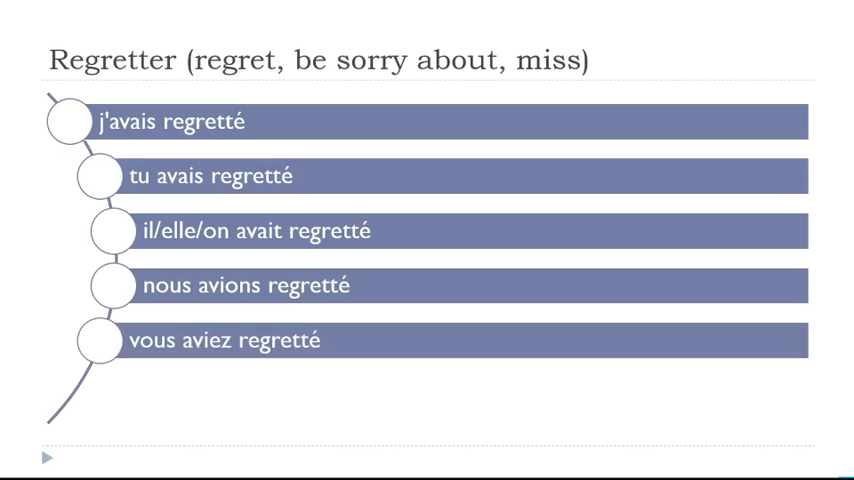 Regretter (regret, be sorry about, miss)
j'avais regretté
tu avais regretté
il/elle/on avait regretté
nous avions regretté
vous aviez regretté